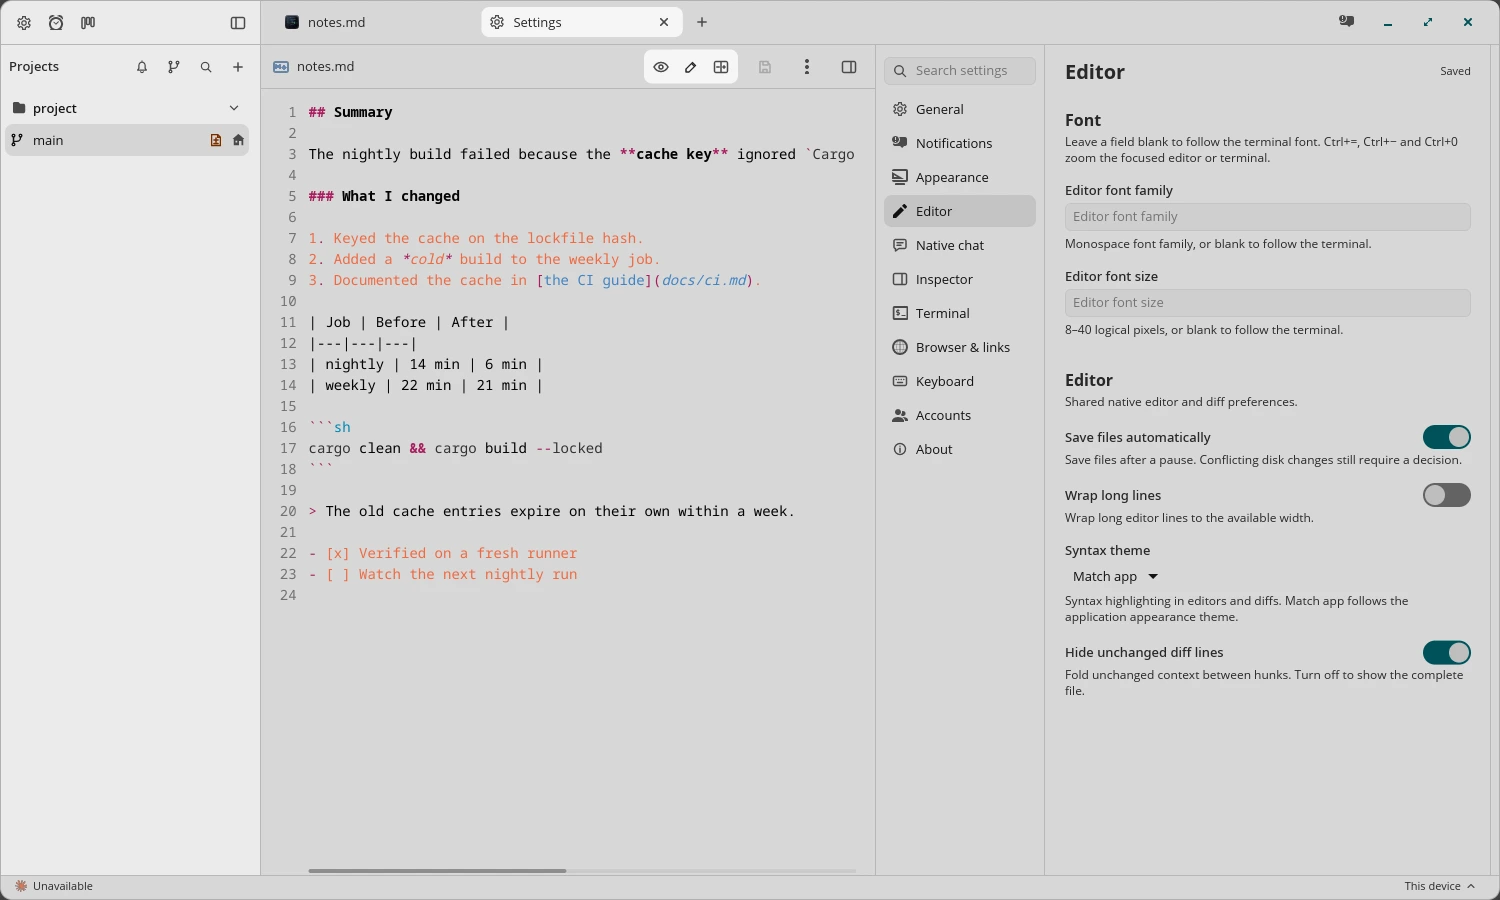 notes.md
Settings
Projects
notes.md
project
main
1 ## Summary
2
3 The nightly build failed because the **cache key** ignored `Cargo
4
5 ### What I changed
6
7 1. Keyed the cache on the lockfile hash.
8 2. Added a *cold* build to the weekly job.
9 3. Documented the cache in [the CI guide](docs/ci.md).
10
11 | Job | Before | After |
12 |---|---|---|
13 | nightly | 14 min | 6 min |
14 | weekly | 22 min | 21 min |
15
16 ```sh
17 cargo clean && cargo build --locked
18 ```
19
20 > The old cache entries expire on their own within a week.
21
22 - [x] Verified on a fresh runner
23 - [ ] Watch the next nightly run
24
Search settings
General
Notifications
Appearance
Editor
Native chat
Inspector
Terminal
Browser & links
Keyboard
Accounts
About
Editor
Saved
Font
Leave a field blank to follow the terminal font. Ctrl+=, Ctrl+− and Ctrl+0
zoom the focused editor or terminal.
Editor font family
Editor font family
Monospace font family, or blank to follow the terminal.
Editor font size
Editor font size
8–40 logical pixels, or blank to follow the terminal.
Editor
Shared native editor and diff preferences.
Save files automatically
Save files after a pause. Conflicting disk changes still require a decision.
Wrap long lines
Wrap long editor lines to the available width.
Syntax theme
Match app
Syntax highlighting in editors and diffs. Match app follows the
application appearance theme.
Hide unchanged diff lines
Fold unchanged context between hunks. Turn off to show the complete
file.
Unavailable
This device